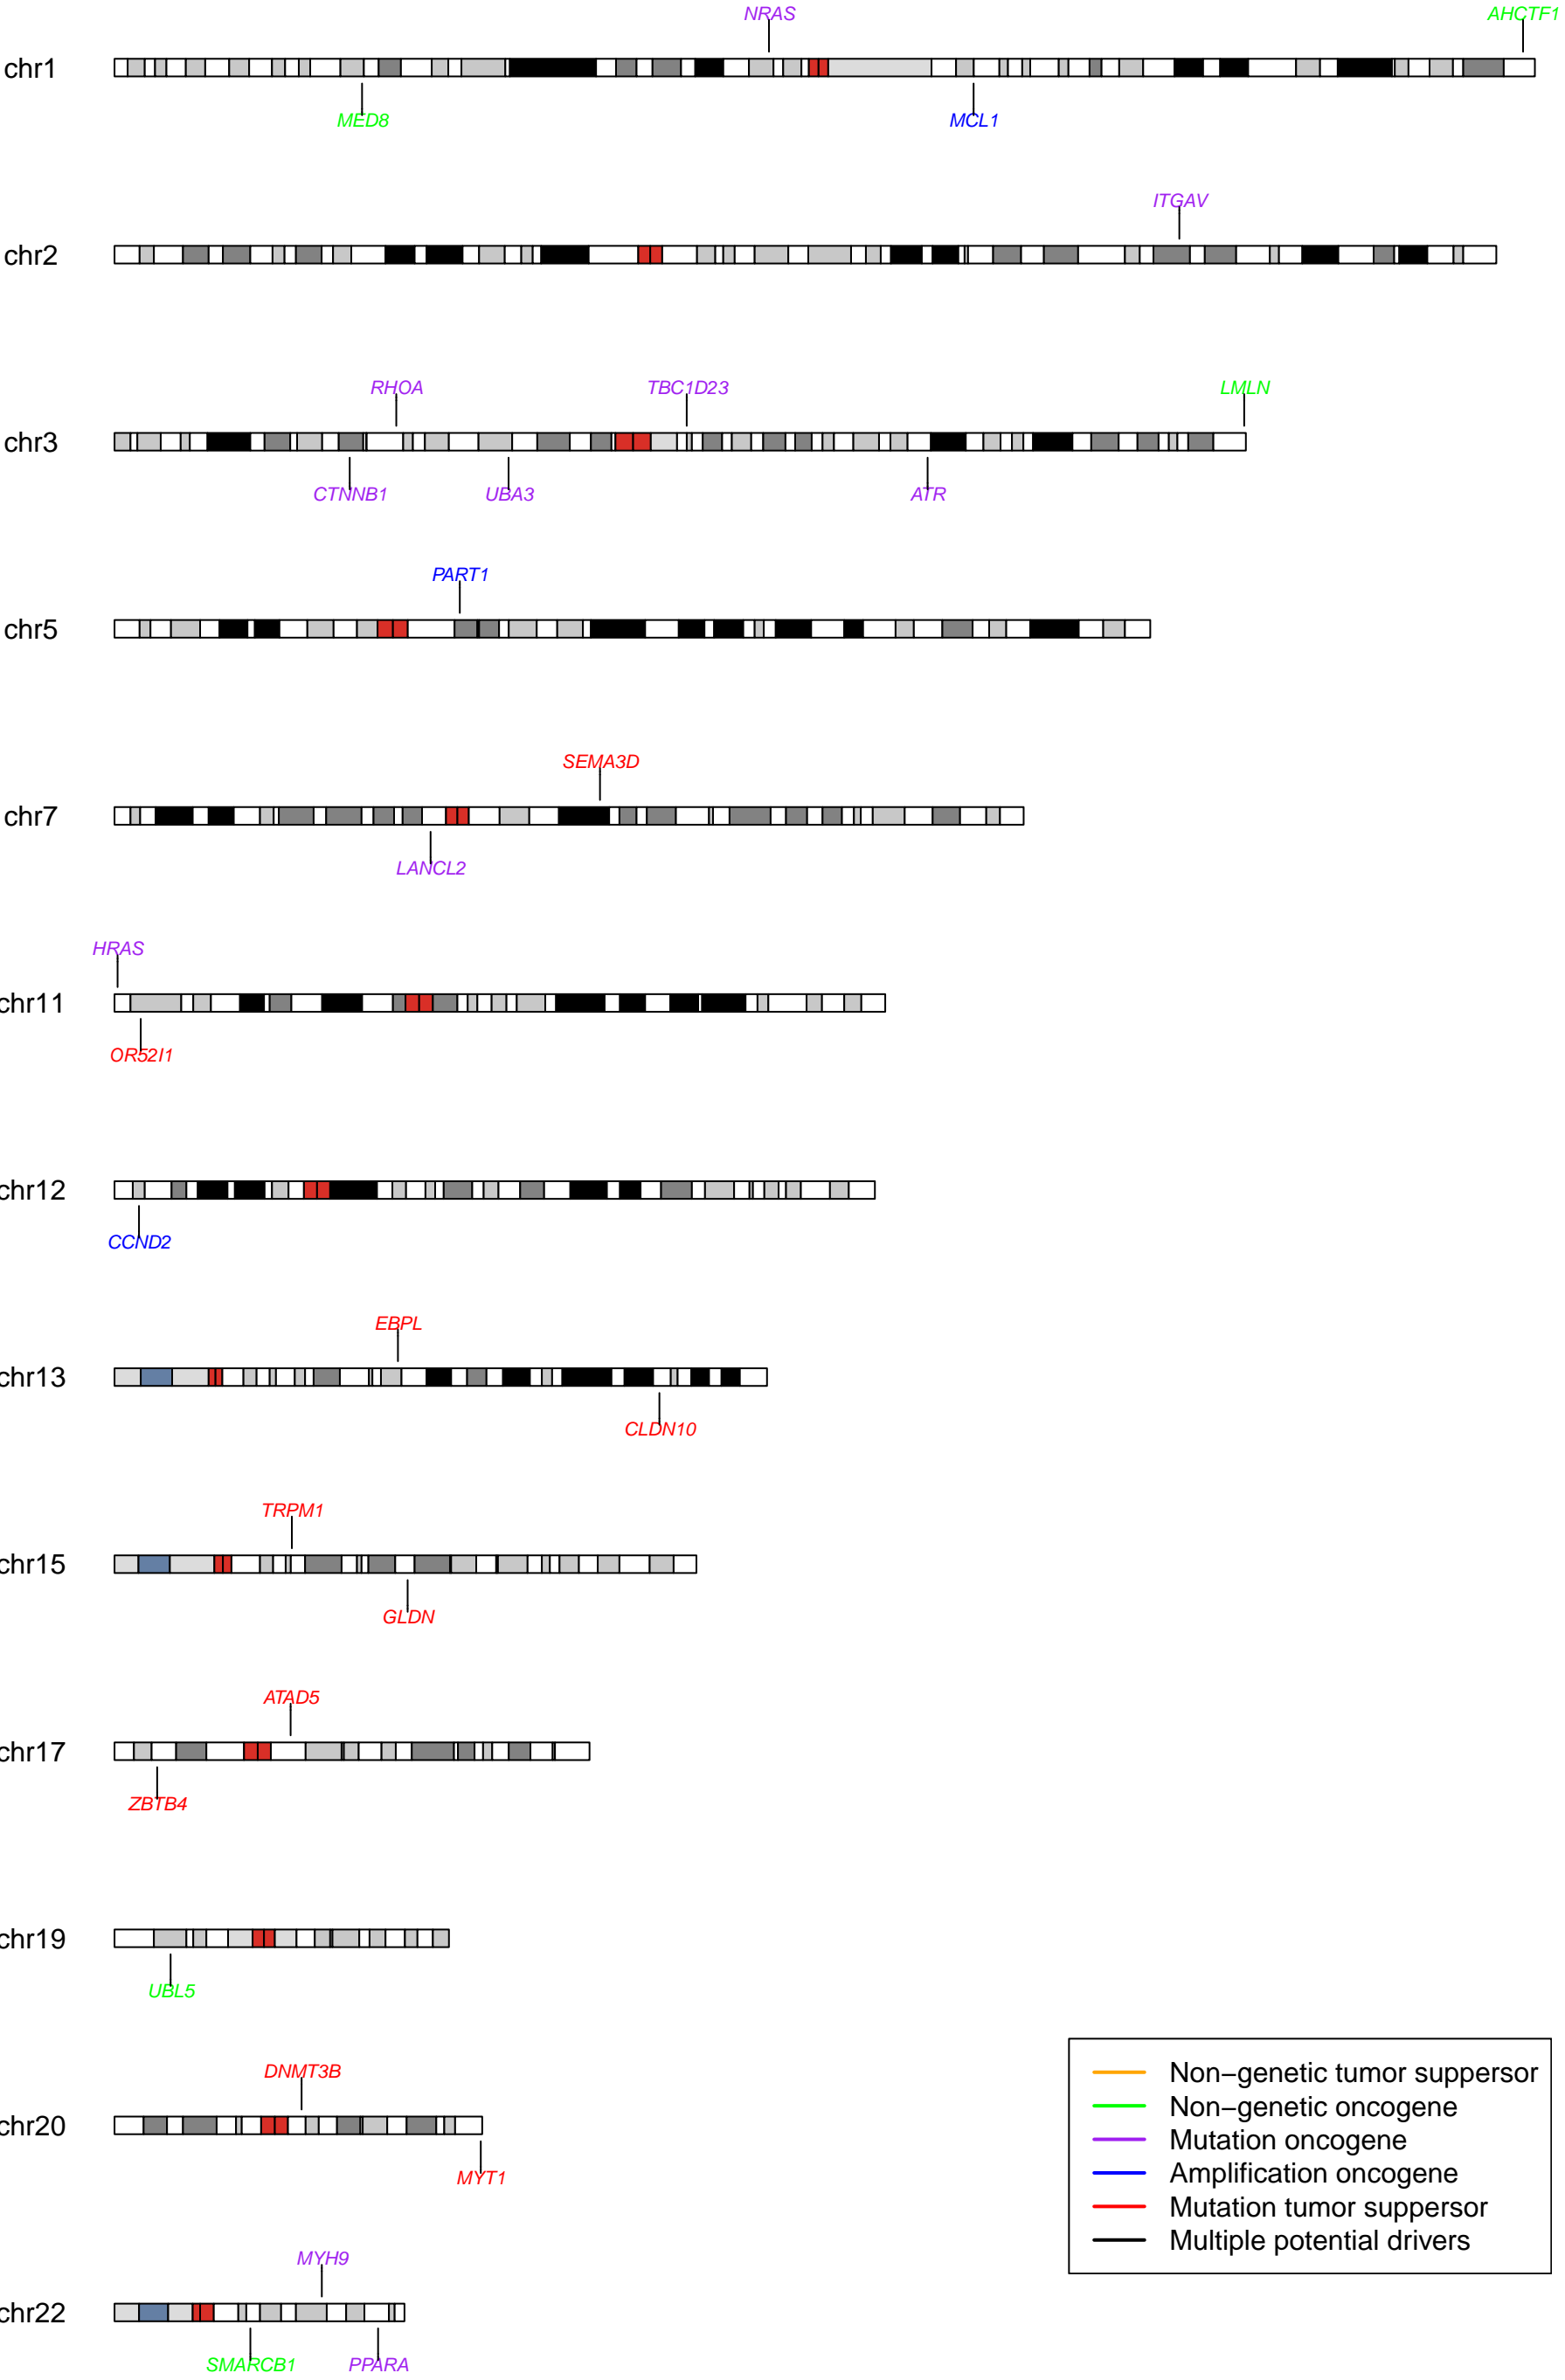 NRAS AHCTF1
chr1
MED8 MCL1
ITGAV
chr2
RHOA TBC1D23 LMLN
chr3
CTNNB1 UBA3 ATR
PART1
chr5
SEMA3D
chr7
LANCL2
HRAS
chr11
OR52I1
chr12
CCND2
EBPL
chr13
CLDN10
TRPM1
chr15
GLDN
ATAD5
chr17
ZBTB4
chr19
UBL5
DNMT3B
chr20
MYT1
MYH9
chr22
SMARCB1 PPARA
Non−genetic tumor suppersor
Non−genetic oncogene
Mutation oncogene
Amplification oncogene
Mutation tumor suppersor
Multiple potential drivers